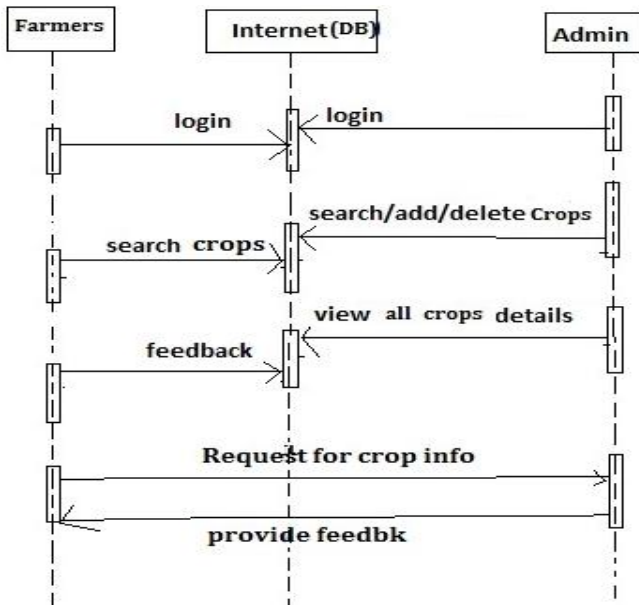 Farmers
Internet(DB)
Admin
login
login
search/add/delete Crops
search crops
view all crops details
feedback
Request for crop info
provide feedbk